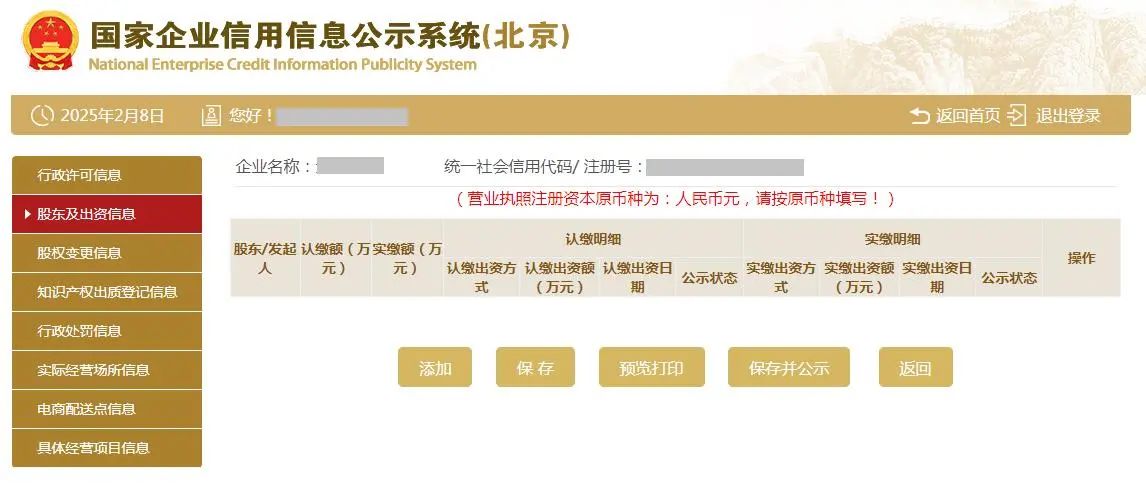 国家企业信用信息公示系统(北京)
National Enterprise Credit Information Publicity System
2025年2月8日 您好！ 返回首页 退出登录
行政许可信息
股东及出资信息
股权变更信息
知识产权出质登记信息
行政处罚信息
实际经营场所信息
电商配送点信息
具体经营项目信息
企业名称： 统一社会信用代码/ 注册号：
（ 营业执照注册资本原币种为：人民币元，请按原币种填写！）
股东/发起人 认缴额（万元） 实缴额（万元） 认缴明细 实缴明细 操作
认缴出资方式 认缴出资额（万元） 认缴出资日期 公示状态 实缴出资方式 实缴出资额（万元） 实缴出资日期 公示状态
添加 保 存 预览打印 保存并公示 返回